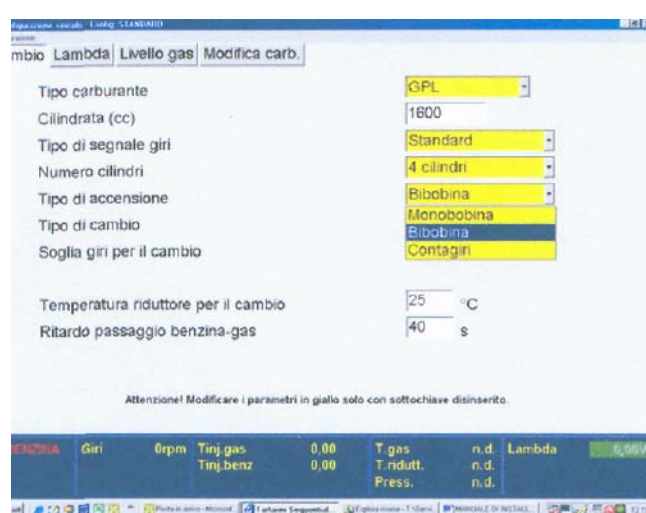 Config: STANDARD
mbio Lambda Livello gas Modifica carb.
Tipo carburante GPL
Cilindrata (cc) 1600
Tipo di segnale giri Standard
Numero cilindri 4 cilindri
Tipo di accensione Bibobina
Monobobina
Tipo di cambio Bibobina
Soglia giri per il cambio Contagiri
Temperatura riduttore per il cambio 25 °C
Ritardo passaggio benzina-gas 40 s
Attenzione! Modificare i parametri in giallo solo con sottochiave disinserito.
BENZINA Giri 0rpm Tinj.gas 0,00 T.gas n.d. Lambda
Tinj.benz 0,00 T.ridutt. n.d.
Press. n.d.